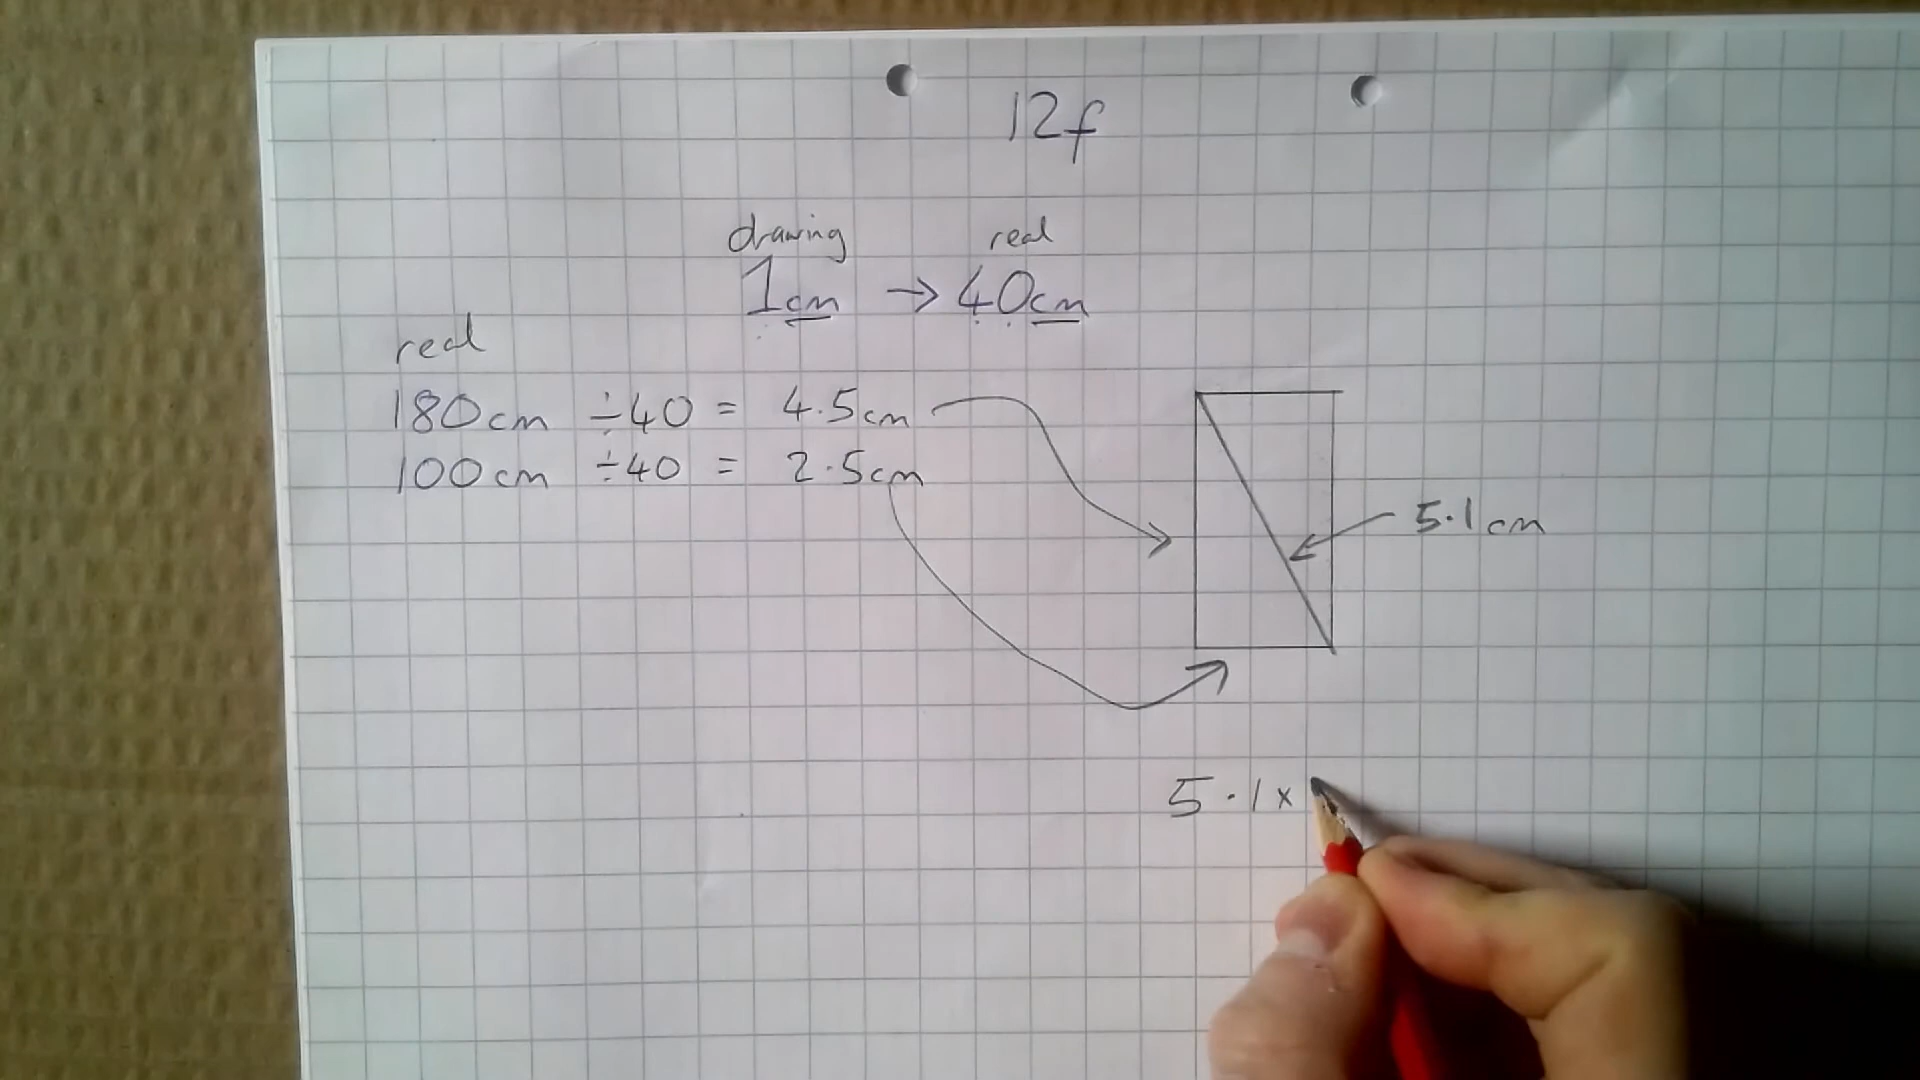 12f
drawing real
1cm → 40cm
real
180cm ÷40 = 4.5cm
100cm ÷40 = 2.5cm
5.1cm
5.1×